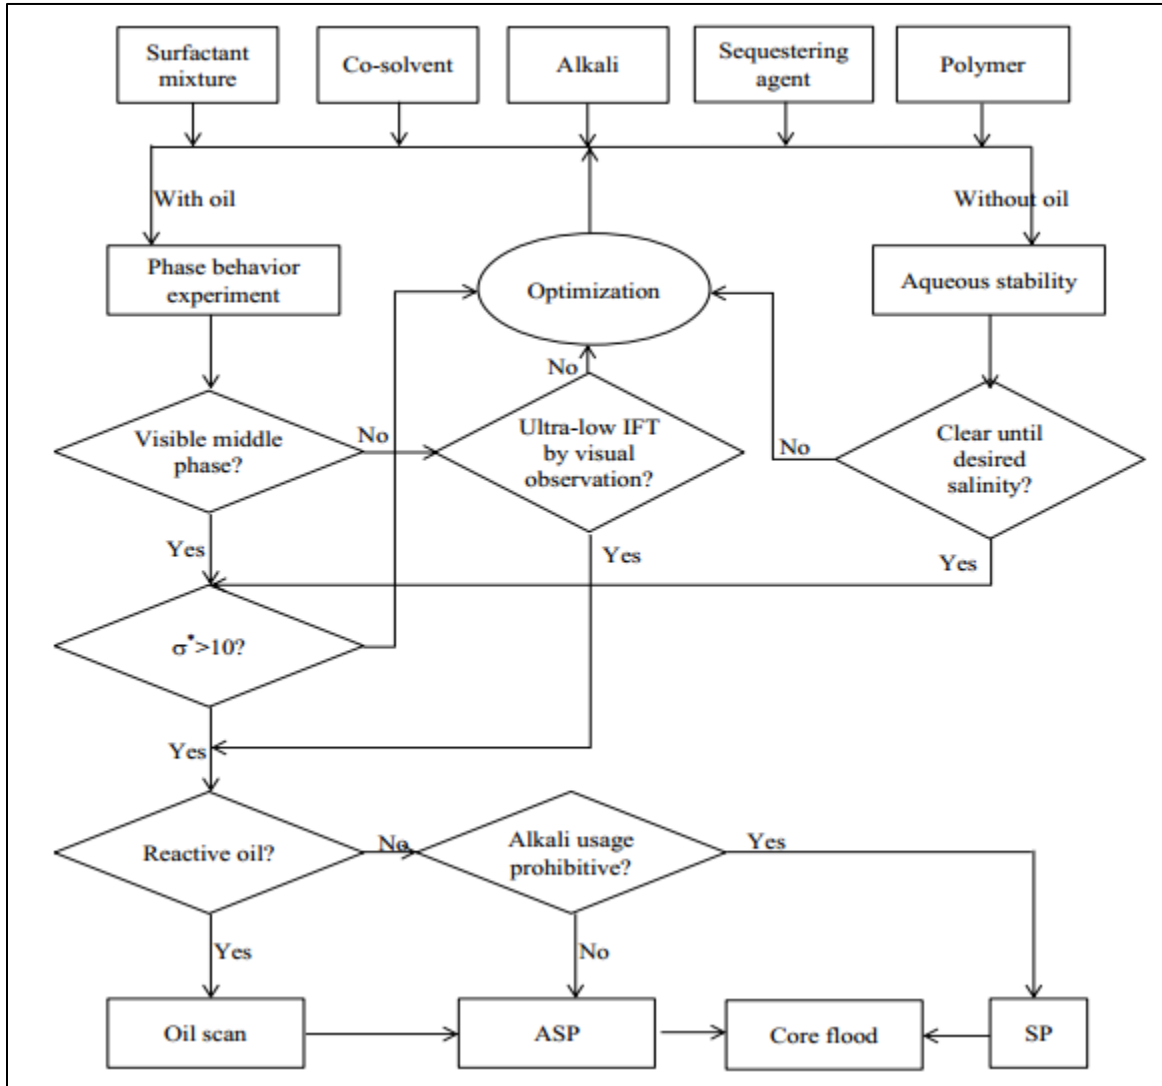 Surfactant
mixture
Co-solvent
Alkali
Sequestering
agent
Polymer
With oil
Without oil
Phase behavior
experiment
Optimization
Aqueous stability
No
Visible middle
phase?
No
Ultra-low IFT
by visual
observation?
No
Clear until
desired
salinity?
Yes
Yes
Yes
σ*>10?
Yes
Reactive oil?
No
Alkali usage
prohibitive?
Yes
Yes
No
Oil scan
ASP
Core flood
SP